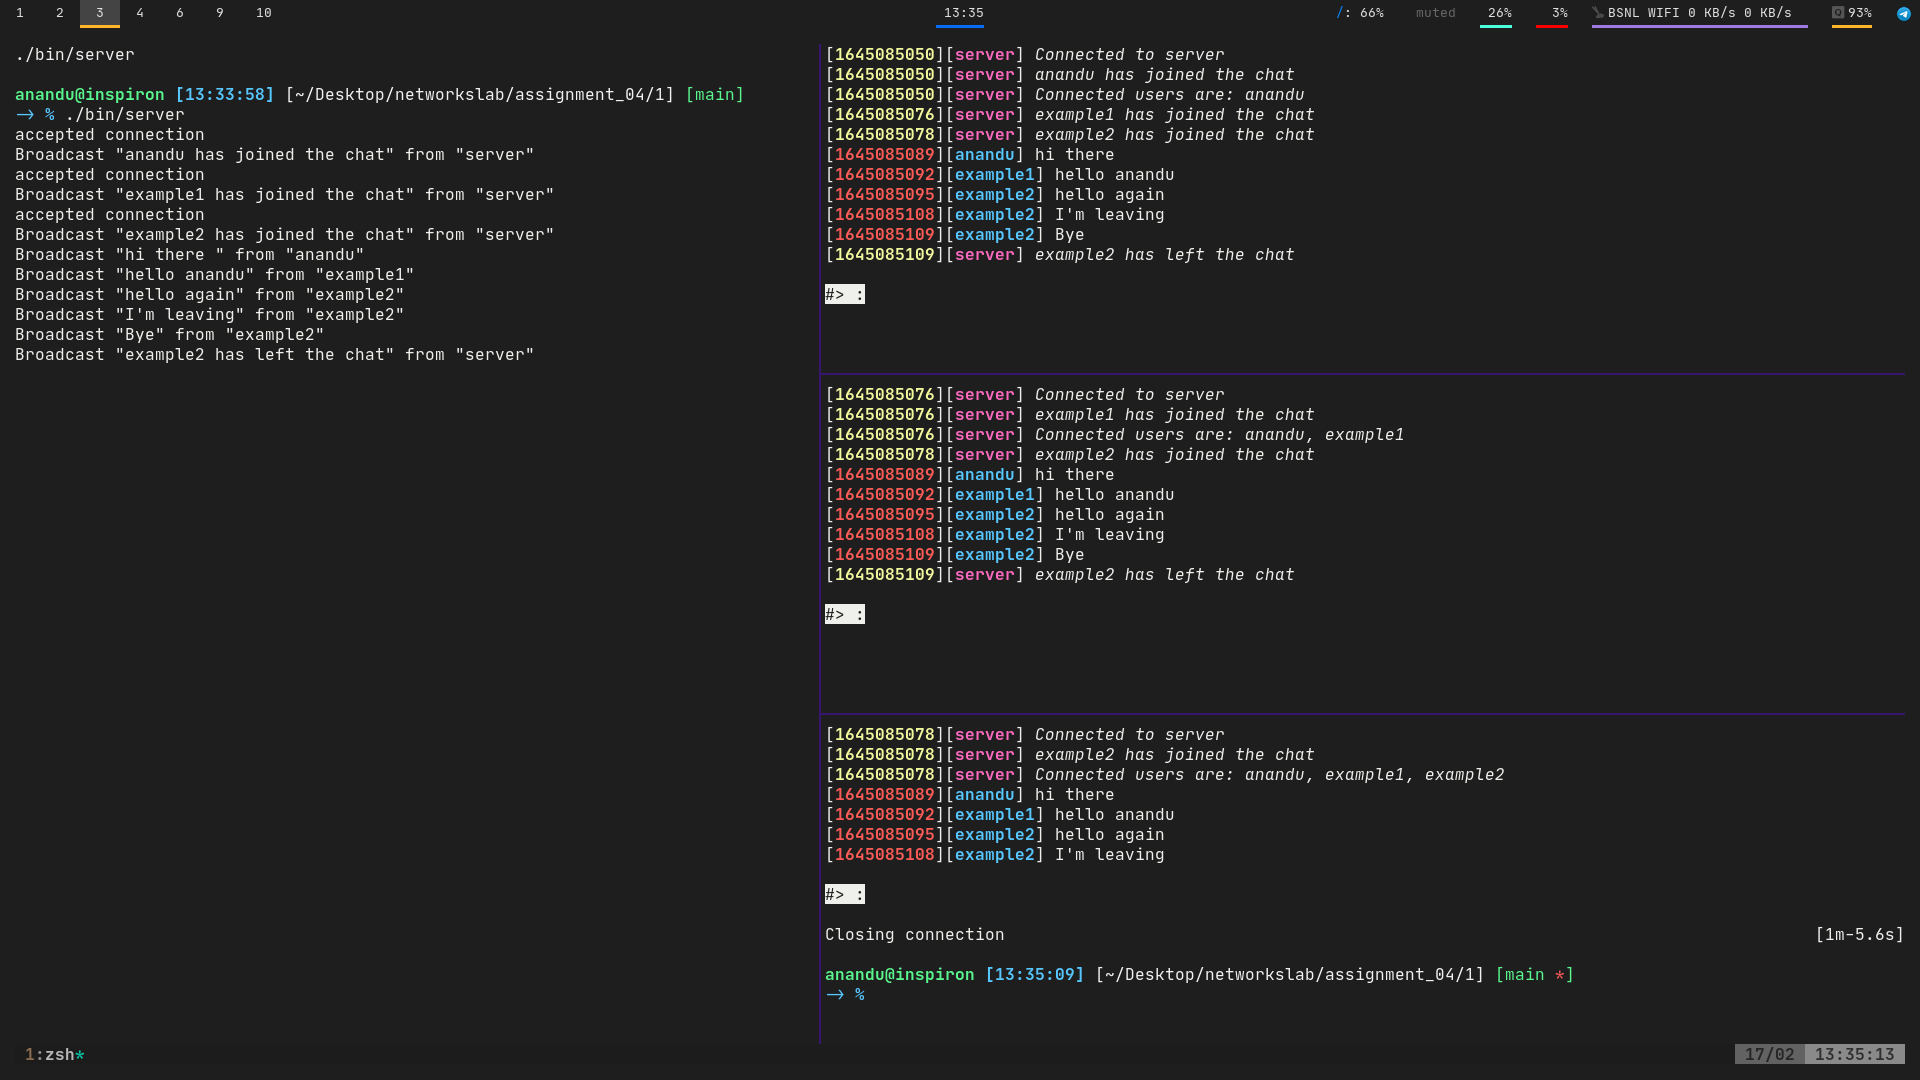 1 2 3 4 6 9 10 13:35 /: 66% muted 26% 3% BSNL WIFI 0 KB/s 0 KB/s 93%
./bin/server
anandu@inspiron [13:33:58] [~/Desktop/networkslab/assignment_04/1] [main]
-> % ./bin/server
accepted connection
Broadcast "anandu has joined the chat" from "server"
accepted connection
Broadcast "example1 has joined the chat" from "server"
accepted connection
Broadcast "example2 has joined the chat" from "server"
Broadcast "hi there " from "anandu"
Broadcast "hello anandu" from "example1"
Broadcast "hello again" from "example2"
Broadcast "I'm leaving" from "example2"
Broadcast "Bye" from "example2"
Broadcast "example2 has left the chat" from "server"
[1645085050][server] Connected to server
[1645085050][server] anandu has joined the chat
[1645085050][server] Connected users are: anandu
[1645085076][server] example1 has joined the chat
[1645085078][server] example2 has joined the chat
[1645085089][anandu] hi there
[1645085092][example1] hello anandu
[1645085095][example2] hello again
[1645085108][example2] I'm leaving
[1645085109][example2] Bye
[1645085109][server] example2 has left the chat
#> :
[1645085076][server] Connected to server
[1645085076][server] example1 has joined the chat
[1645085076][server] Connected users are: anandu, example1
[1645085078][server] example2 has joined the chat
[1645085089][anandu] hi there
[1645085092][example1] hello anandu
[1645085095][example2] hello again
[1645085108][example2] I'm leaving
[1645085109][example2] Bye
[1645085109][server] example2 has left the chat
#> :
[1645085078][server] Connected to server
[1645085078][server] example2 has joined the chat
[1645085078][server] Connected users are: anandu, example1, example2
[1645085089][anandu] hi there
[1645085092][example1] hello anandu
[1645085095][example2] hello again
[1645085108][example2] I'm leaving
#> :
Closing connection [1m-5.6s]
anandu@inspiron [13:35:09] [~/Desktop/networkslab/assignment_04/1] [main *]
-> %
1:zsh* 17/02 13:35:13